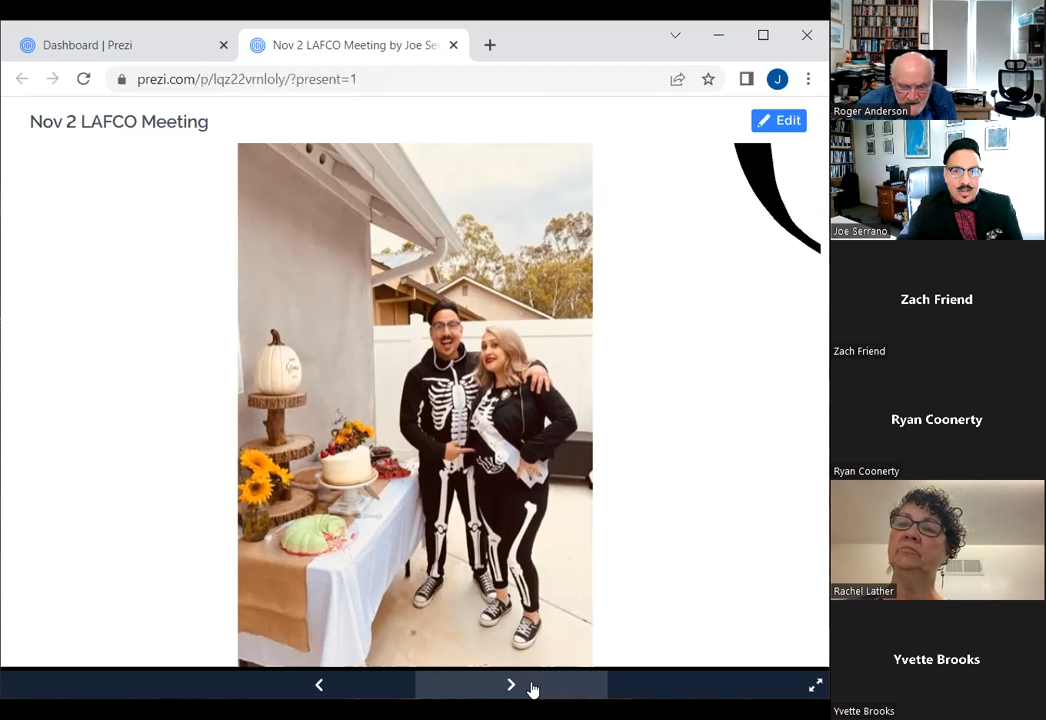 Dashboard | Prezi
Nov 2 LAFCO Meeting by Joe Ser
prezi.com/p/lqz22vrnloly/?present=1
J
Nov 2 LAFCO Meeting
Edit
Roger Anderson
Joe Serrano
Zach Friend
Zach Friend
Ryan Coonerty
Ryan Coonerty
Rachel Lather
Yvette Brooks
Yvette Brooks